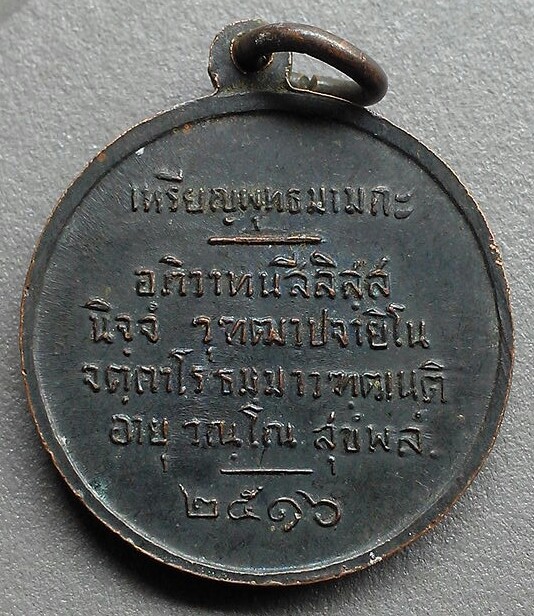 เหรียญพุทธมามกะ
อภิวาทนสีลิสฺส
นิจฺจํ วุฑฒาปจายิโน
จตฺตาโร ธมฺมา วฑฺฒนติ
อายุ วณฺโณ สุขํ พลํ.
๒๕๑๖